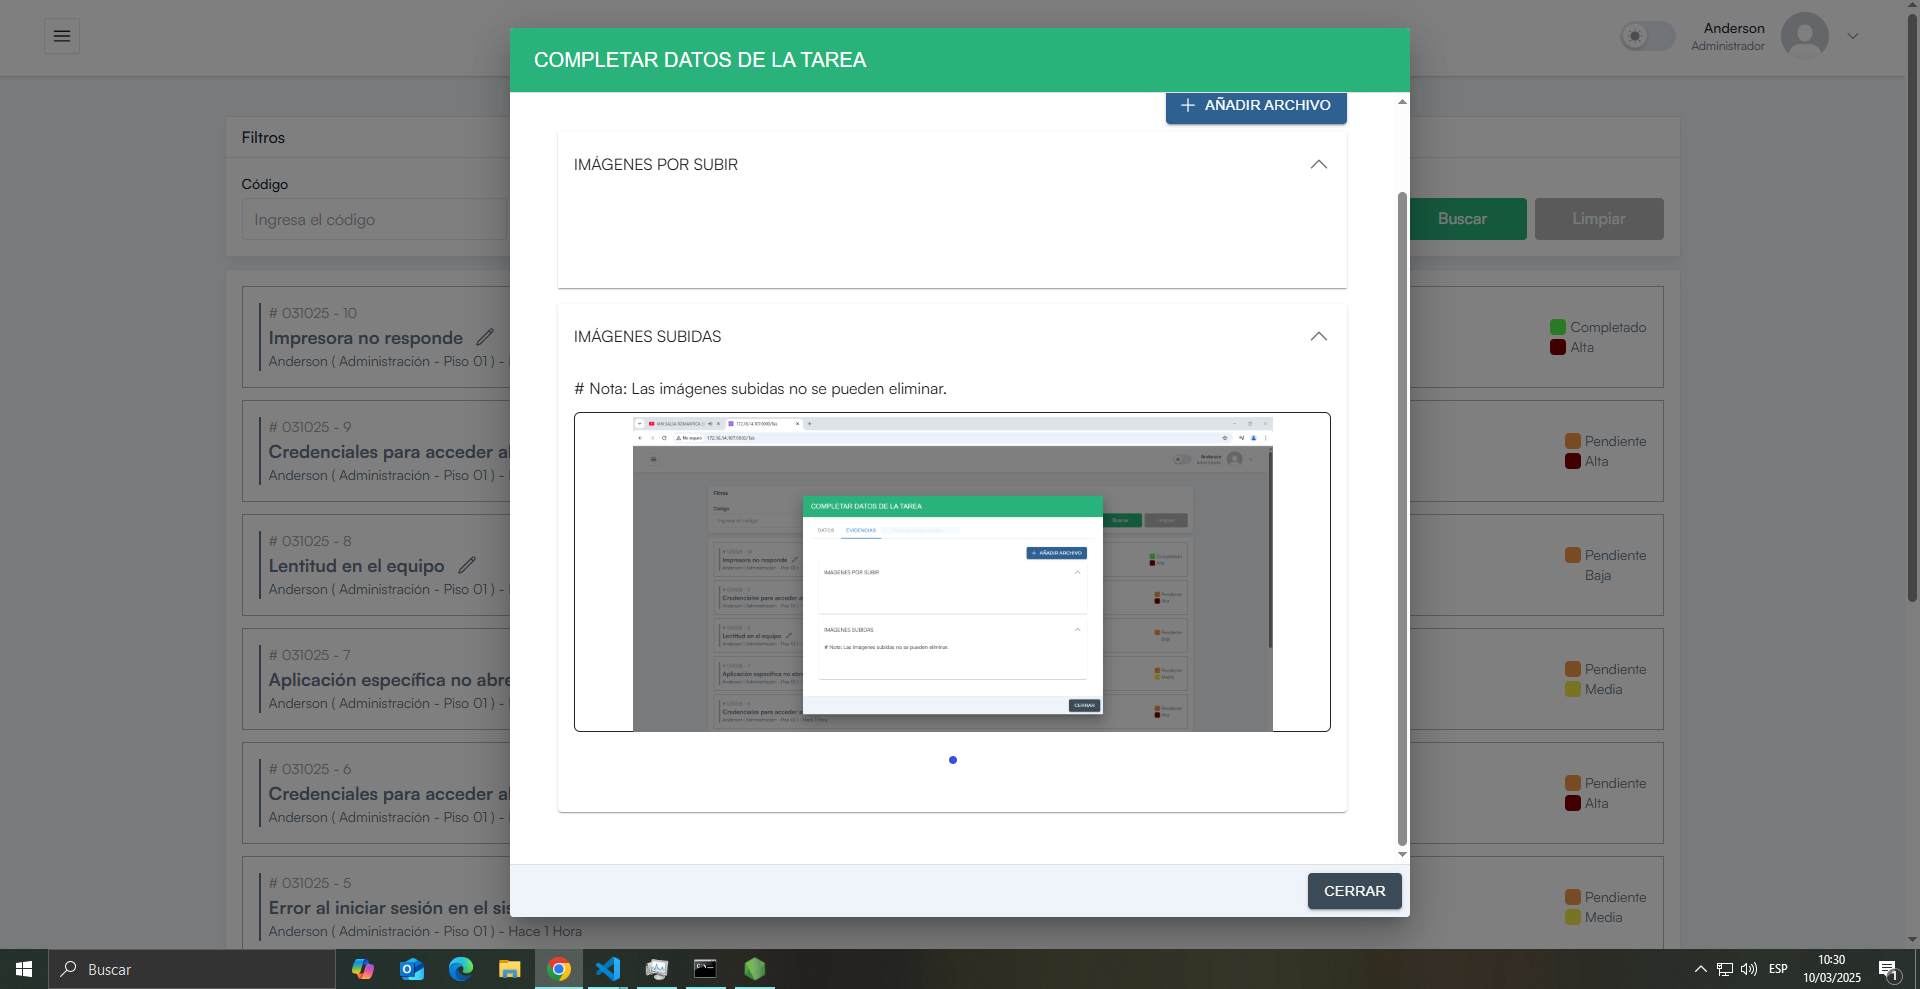 Anderson
Administrador
COMPLETAR DATOS DE LA TAREA
AÑADIR ARCHIVO
Filtros
Código
Ingresa el código
Buscar
Limpiar
IMÁGENES POR SUBIR
IMÁGENES SUBIDAS
# Nota: Las imágenes subidas no se pueden eliminar.
# 031025 - 10
Impresora no responde
Anderson ( Administración - Piso 01 ) -
Completado
Alta
# 031025 - 9
Credenciales para acceder al
Anderson ( Administración - Piso 01 ) -
Pendiente
Alta
# 031025 - 8
Lentitud en el equipo
Anderson ( Administración - Piso 01 ) -
Pendiente
Baja
# 031025 - 7
Aplicación específica no abre
Anderson ( Administración - Piso 01 ) -
Pendiente
Media
# 031025 - 6
Credenciales para acceder al
Anderson ( Administración - Piso 01 ) -
Pendiente
Alta
# 031025 - 5
Error al iniciar sesión en el sis
Anderson ( Administración - Piso 01 ) - Hace 1 Hora
Pendiente
Media
COMPLETAR DATOS DE LA TAREA
DATOS
EVIDENCIAS
AÑADIR ARCHIVO
IMÁGENES POR SUBIR
IMÁGENES SUBIDAS
# Nota: Las imágenes subidas no se pueden eliminar.
CERRAR
CERRAR
Buscar
ESP
10:30
10/03/2025
1